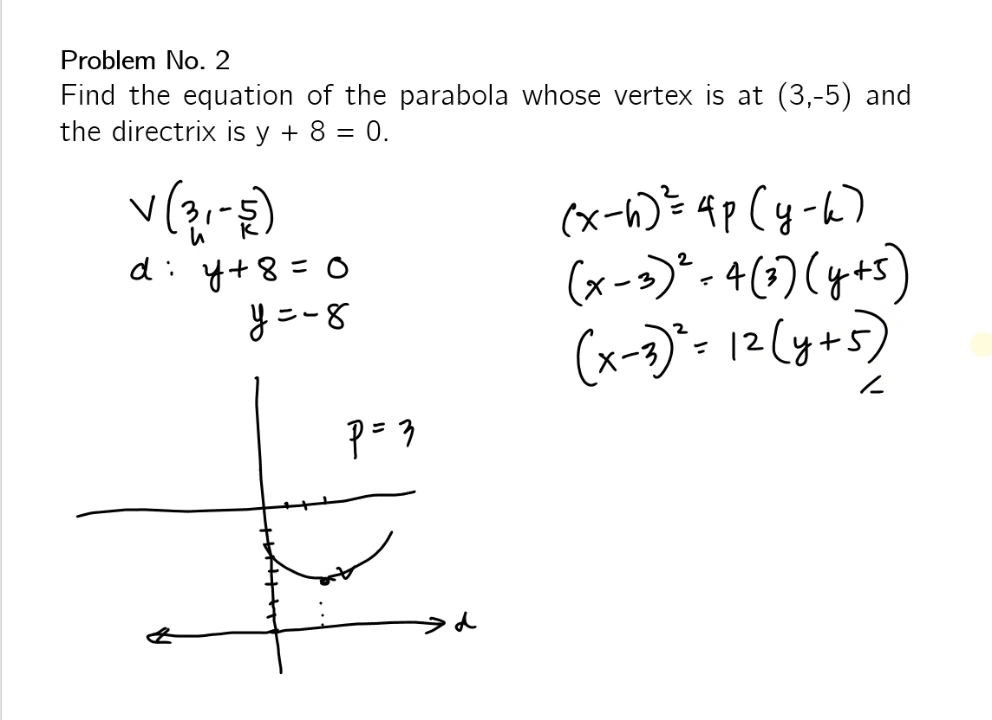 Problem No. 2
Find the equation of the parabola whose vertex is at (3,-5) and
the directrix is y + 8 = 0.
V(3,-5)
h k
d: y+8 = 0
y = -8
p = 3
d
(x-h)² = 4p(y-k)
(x-3)² = 4(3)(y+5)
(x-3)² = 12(y+5)